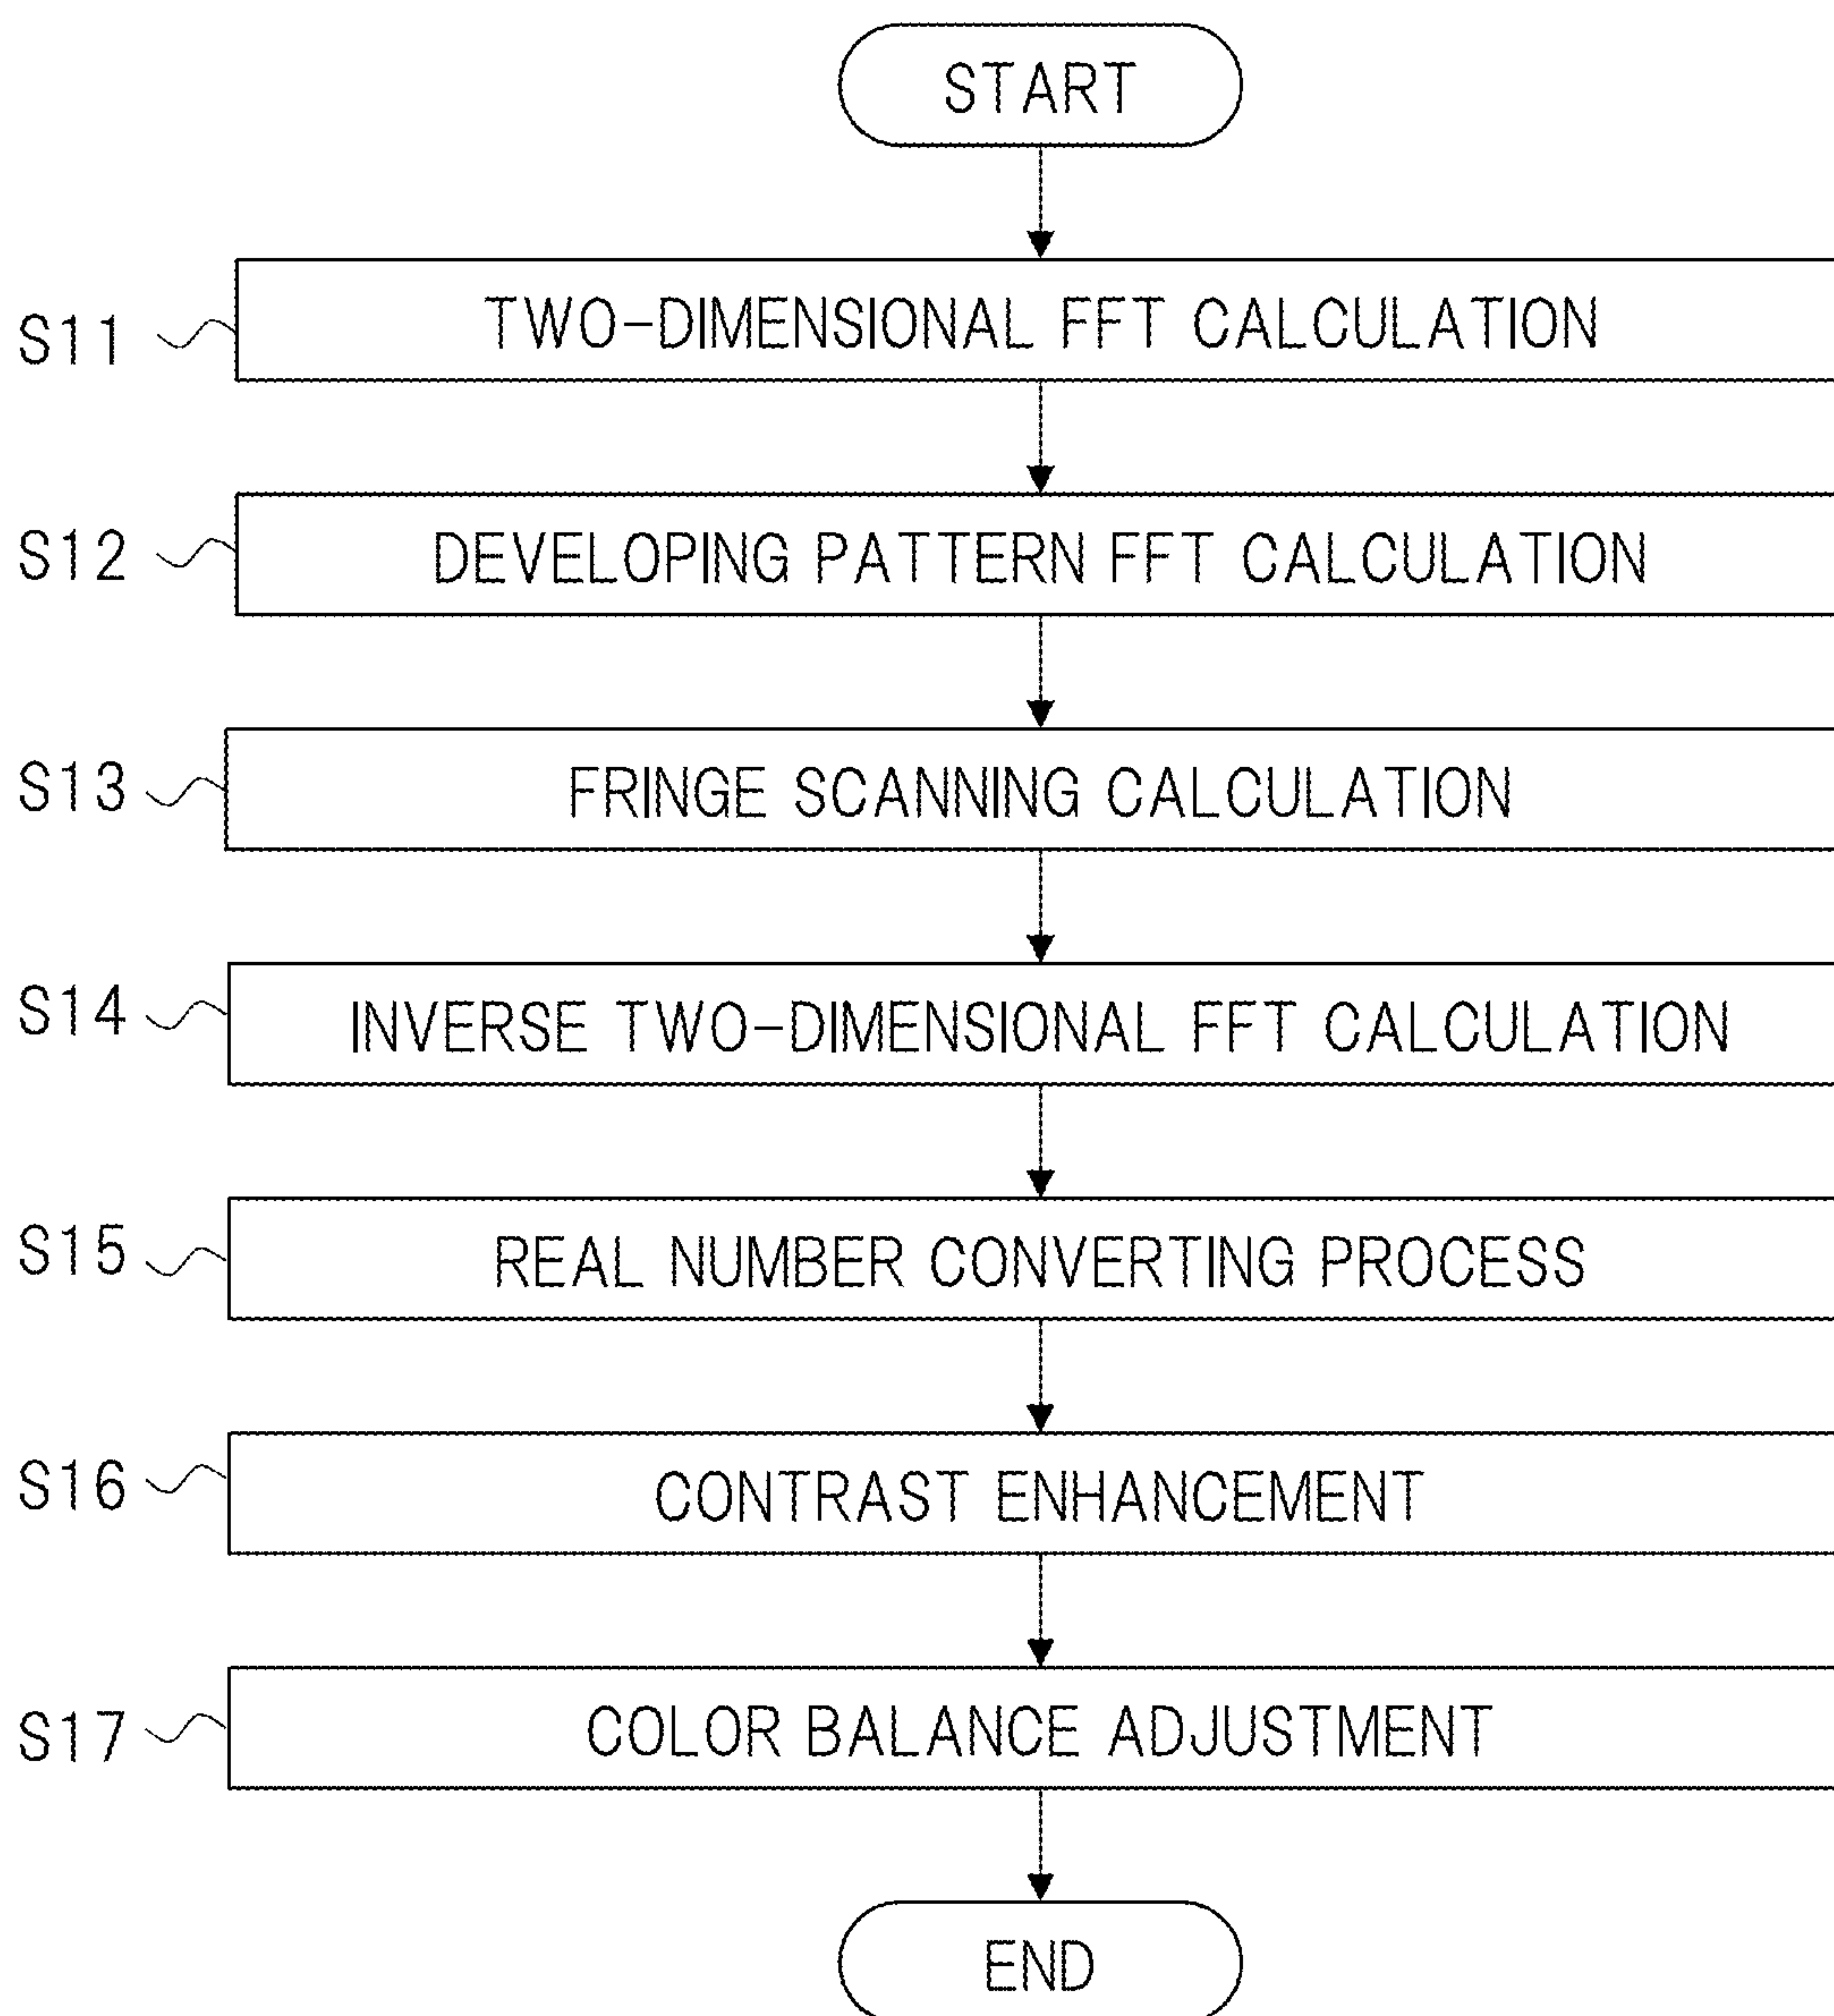 START
S11 TWO-DIMENSIONAL FFT CALCULATION
S12 DEVELOPING PATTERN FFT CALCULATION
S13 FRINGE SCANNING CALCULATION
S14 INVERSE TWO-DIMENSIONAL FFT CALCULATION
S15 REAL NUMBER CONVERTING PROCESS
S16 CONTRAST ENHANCEMENT
S17 COLOR BALANCE ADJUSTMENT
END